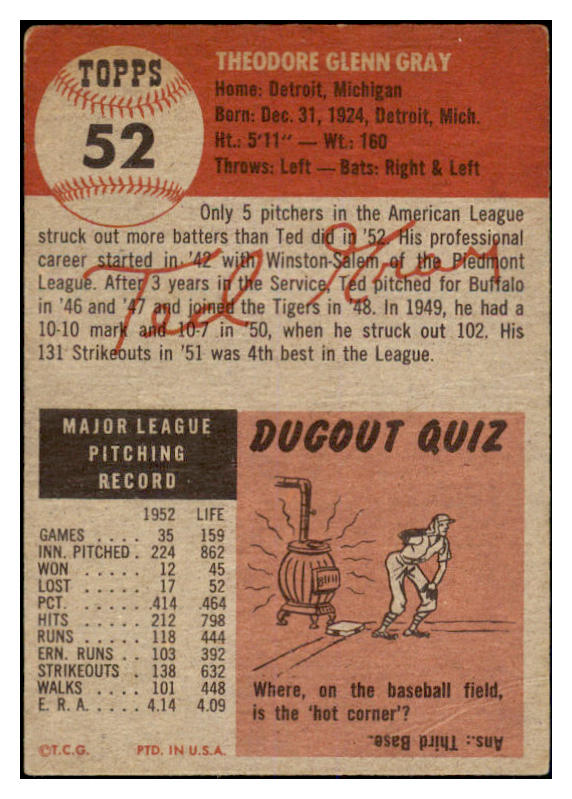 TOPPS
52
THEODORE GLENN GRAY
Home: Detroit, Michigan
Born: Dec. 31, 1924, Detroit, Mich.
Ht.: 5'11" — Wt.: 160
Throws: Left — Bats: Right & Left
Only 5 pitchers in the American League
struck out more batters than Ted did in '52. His professional
career started in '42 with Winston-Salem of the Piedmont
League. After 3 years in the Service, Ted pitched for Buffalo
in '46 and '47 and joined the Tigers in '48. In 1949, he had a
10-10 mark and 10-7 in '50, when he struck out 102. His
131 Strikeouts in '51 was 4th best in the League.
Ted Gray
MAJOR LEAGUE
PITCHING
RECORD
1952 LIFE
GAMES . . . . 35 159
INN. PITCHED . 224 862
WON . . . . . 12 45
LOST . . . . . 17 52
PCT. . . . . . .414 .464
HITS . . . . . 212 798
RUNS . . . . . 118 444
ERN. RUNS . . 103 392
STRIKEOUTS . 138 632
WALKS . . . . 101 448
E. R. A. . . . . 4.14 4.09
©T.C.G. PTD. IN U.S.A.
DUGOUT QUIZ
Where, on the baseball field,
is the 'hot corner'?
Ans.: Third Base.